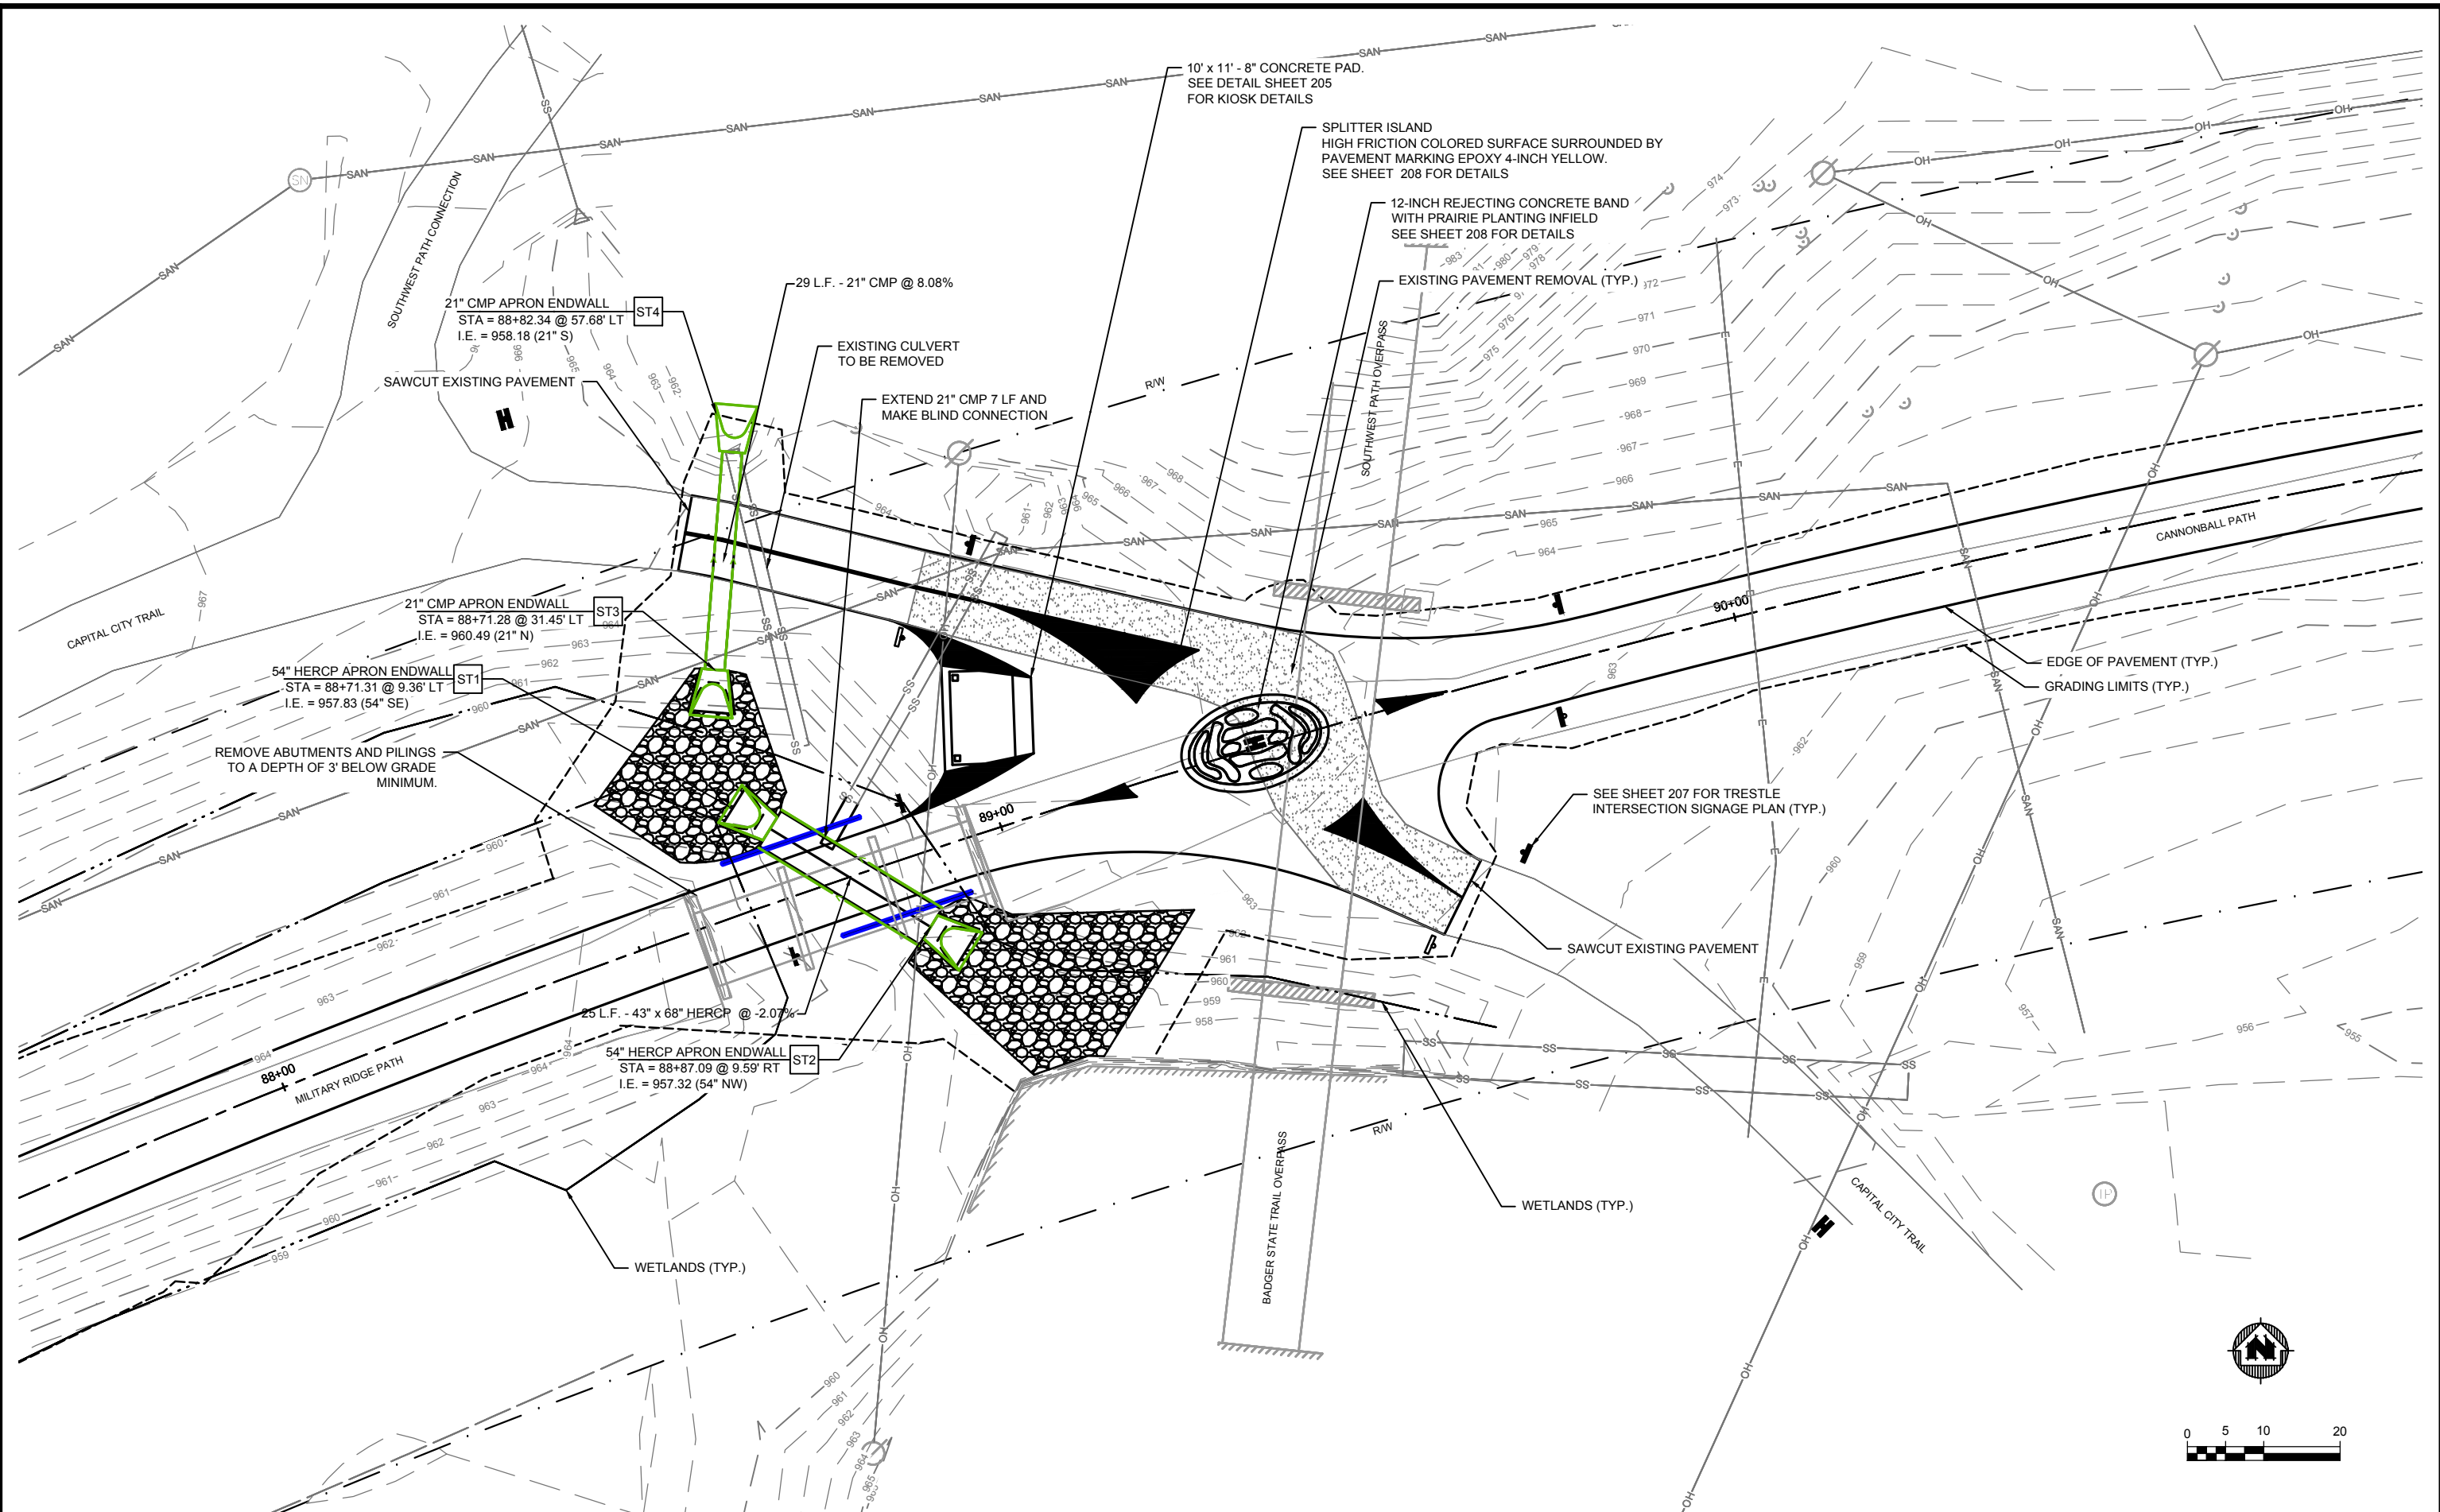 10' x 11' - 8" CONCRETE PAD.
SEE DETAIL SHEET 205
FOR KIOSK DETAILS
SPLITTER ISLAND
HIGH FRICTION COLORED SURFACE SURROUNDED BY
PAVEMENT MARKING EPOXY 4-INCH YELLOW.
SEE SHEET 208 FOR DETAILS
12-INCH REJECTING CONCRETE BAND
WITH PRAIRIE PLANTING INFIELD
SEE SHEET 208 FOR DETAILS
EXISTING PAVEMENT REMOVAL (TYP.)
SOUTHWEST PATH CONNECTION
29 L.F. - 21" CMP @ 8.08%
21" CMP APRON ENDWALL
STA = 88+82.34 @ 57.68' LT
I.E. = 958.18 (21" S)
ST4
EXISTING CULVERT
TO BE REMOVED
SAWCUT EXISTING PAVEMENT
EXTEND 21" CMP 7 LF AND
MAKE BLIND CONNECTION
R/W
SOUTHWEST PATH OVERPASS
CANNONBALL PATH
CAPITAL CITY TRAIL
21" CMP APRON ENDWALL
STA = 88+71.28 @ 31.45' LT
I.E. = 960.49 (21" N)
ST3
54" HERCP APRON ENDWALL
STA = 88+71.31 @ 9.36' LT
I.E. = 957.83 (54" SE)
ST1
REMOVE ABUTMENTS AND PILINGS
TO A DEPTH OF 3' BELOW GRADE
MINIMUM.
90+00
89+00
88+00
EDGE OF PAVEMENT (TYP.)
GRADING LIMITS (TYP.)
SEE SHEET 207 FOR TRESTLE
INTERSECTION SIGNAGE PLAN (TYP.)
SAWCUT EXISTING PAVEMENT
25 L.F. - 43" x 68" HERCP @ -2.07%
54" HERCP APRON ENDWALL
STA = 88+87.09 @ 9.59' RT
I.E. = 957.32 (54" NW)
ST2
MILITARY RIDGE PATH
R/W
BADGER STATE TRAIL OVERPASS
WETLANDS (TYP.)
WETLANDS (TYP.)
CAPITAL CITY TRAIL
N
0 5 10 20